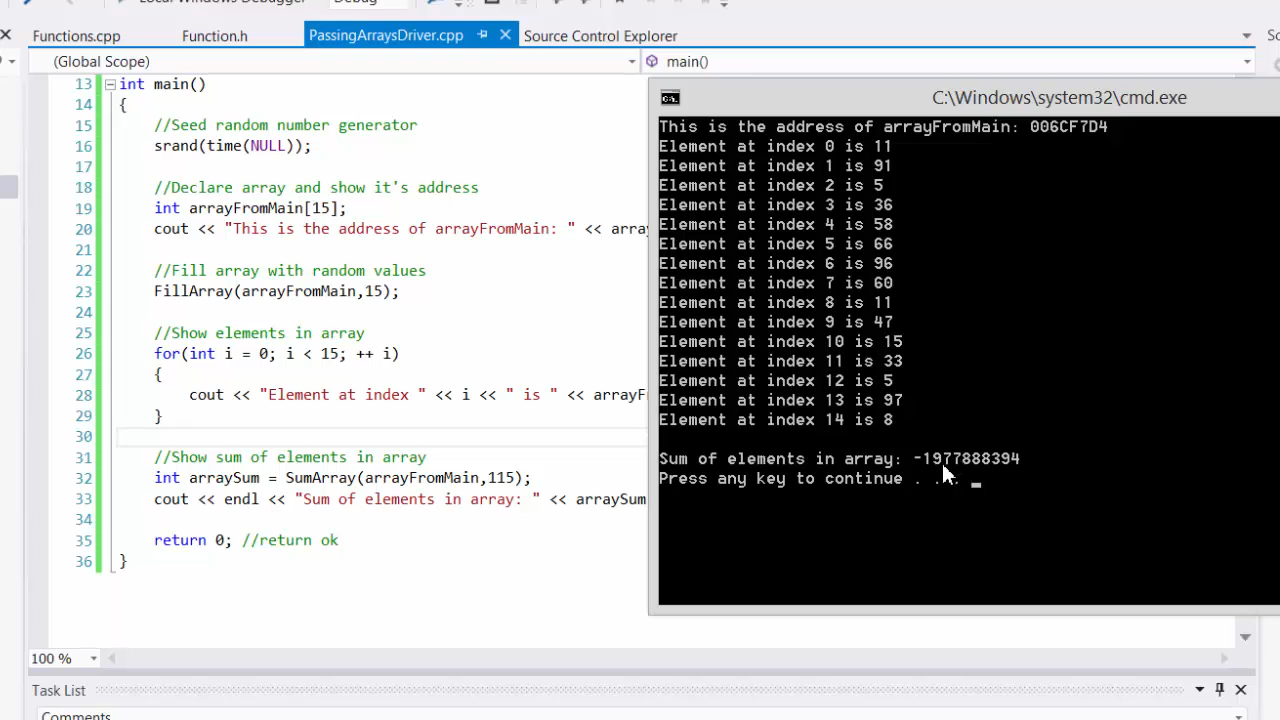 Local Windows Debugger Debug
Functions.cpp Function.h PassingArraysDriver.cpp Source Control Explorer
(Global Scope) main()
13 int main()
14 {
15 //Seed random number generator
16 srand(time(NULL));
17
18 //Declare array and show it's address
19 int arrayFromMain[15];
20 cout << "This is the address of arrayFromMain: " << array
21
22 //Fill array with random values
23 FillArray(arrayFromMain,15);
24
25 //Show elements in array
26 for(int i = 0; i < 15; ++ i)
27 {
28 cout << "Element at index " << i << " is " << arrayF
29 }
30
31 //Show sum of elements in array
32 int arraySum = SumArray(arrayFromMain,115);
33 cout << endl << "Sum of elements in array: " << arraySum
34
35 return 0; //return ok
36 }
C:\Windows\system32\cmd.exe
This is the address of arrayFromMain: 006CF7D4
Element at index 0 is 11
Element at index 1 is 91
Element at index 2 is 5
Element at index 3 is 36
Element at index 4 is 58
Element at index 5 is 66
Element at index 6 is 96
Element at index 7 is 60
Element at index 8 is 11
Element at index 9 is 47
Element at index 10 is 15
Element at index 11 is 33
Element at index 12 is 5
Element at index 13 is 97
Element at index 14 is 8
Sum of elements in array: -1977888394
Press any key to continue . . .
100 %
Task List
Comments